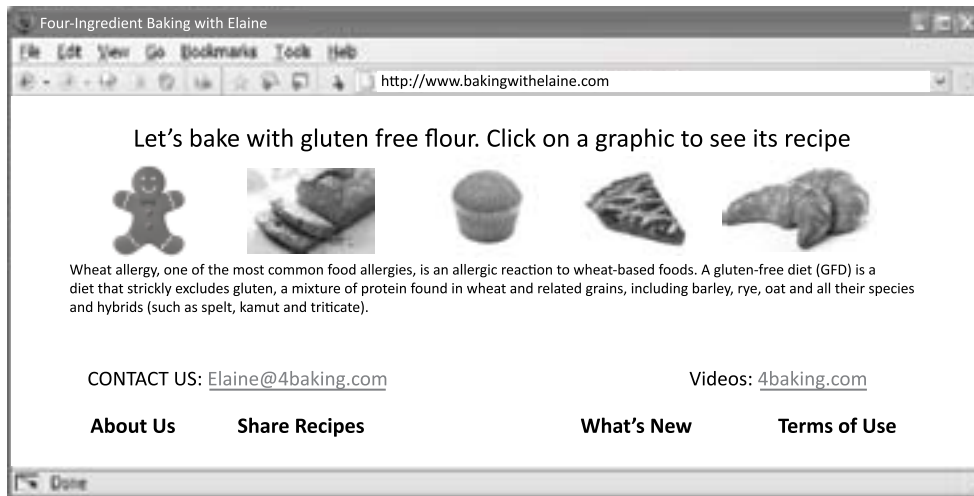 Four-Ingredient Baking with Elaine
File Edit View Go Bookmarks Tools Help
http://www.bakingwithelaine.com
Let's bake with gluten free flour. Click on a graphic to see its recipe
Wheat allergy, one of the most common food allergies, is an allergic reaction to wheat-based foods. A gluten-free diet (GFD) is a
diet that strickly excludes gluten, a mixture of protein found in wheat and related grains, including barley, rye, oat and all their species
and hybrids (such as spelt, kamut and triticate).
CONTACT US: Elaine@4baking.com Videos: 4baking.com
About Us Share Recipes What's New Terms of Use
Done